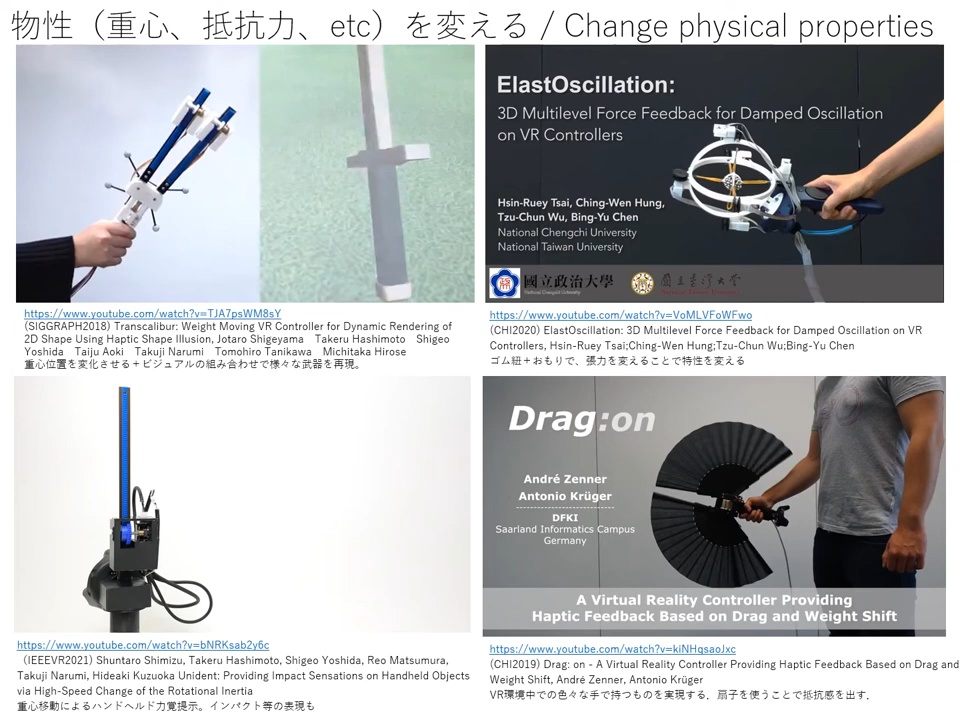 物性（重心、抵抗力、etc）を変える / Change physical properties
https://www.youtube.com/watch?v=TJA7psWM8sY
(SIGGRAPH2018) Transcalibur: Weight Moving VR Controller for Dynamic Rendering of
2D Shape Using Haptic Shape Illusion, Jotaro Shigeyama　Takeru Hashimoto　Shigeo
Yoshida　Taiju Aoki　Takuji Narumi　Tomohiro Tanikawa　Michitaka Hirose
重心位置を変化させる＋ビジュアルの組み合わせで様々な武器を再現。
ElastOscillation:
3D Multilevel Force Feedback for Damped Oscillation
on VR Controllers
Hsin-Ruey Tsai, Ching-Wen Hung,
Tzu-Chun Wu, Bing-Yu Chen
National Chengchi University
National Taiwan University
國立政治大學
National Chengchi University
國立臺灣大學
National Taiwan University
https://www.youtube.com/watch?v=VoMLVFoWFwo
(CHI2020) ElastOscillation: 3D Multilevel Force Feedback for Damped Oscillation on VR
Controllers, Hsin-Ruey Tsai;Ching-Wen Hung;Tzu-Chun Wu;Bing-Yu Chen
ゴム紐＋おもりで、張力を変えることで特性を変える
https://www.youtube.com/watch?v=bNRKsab2y6c
（IEEEVR2021) Shuntaro Shimizu, Takeru Hashimoto, Shigeo Yoshida, Reo Matsumura,
Takuji Narumi, Hideaki Kuzuoka Unident: Providing Impact Sensations on Handheld Objects
via High-Speed Change of the Rotational Inertia
重心移動によるハンドヘルド力覚提示。インパクト等の表現も
Drag:on
André Zenner
Antonio Krüger
DFKI
Saarland Informatics Campus
Germany
A Virtual Reality Controller Providing
Haptic Feedback Based on Drag and Weight Shift
https://www.youtube.com/watch?v=kiNHqsaoJxc
(CHI2019) Drag: on - A Virtual Reality Controller Providing Haptic Feedback Based on Drag and
Weight Shift, André Zenner, Antonio Krüger
VR環境中での色々な手で持つものを実現する．扇子を使うことで抵抗感を出す．